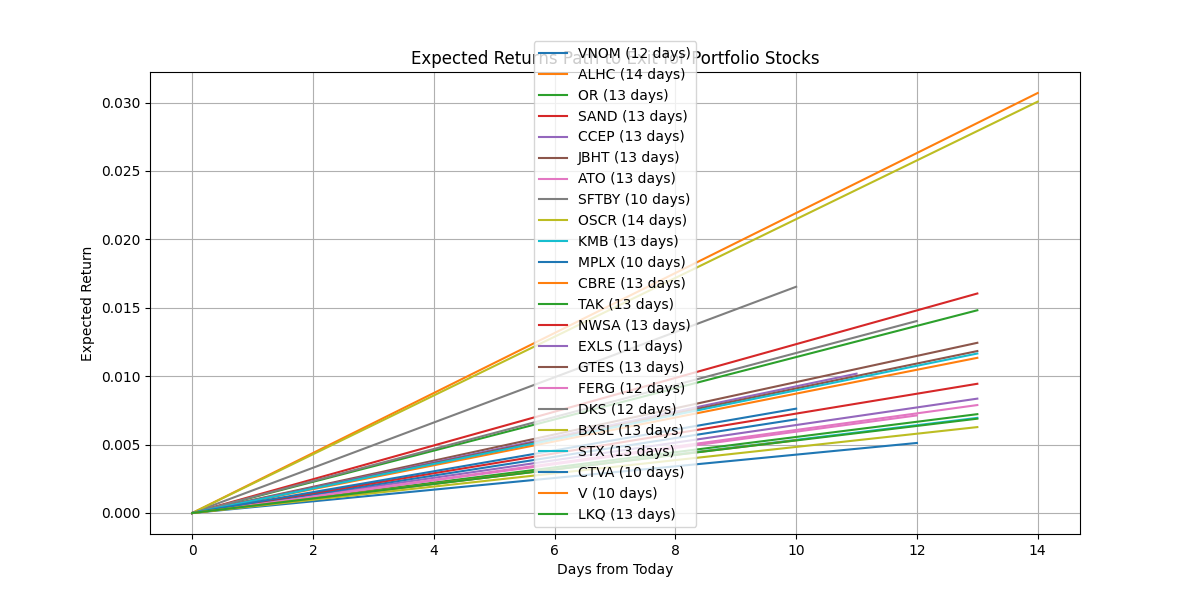 Expected Returns Path to Exit for Portfolio Stocks
VNOM (12 days)
ALHC (14 days)
OR (13 days)
SAND (13 days)
CCEP (13 days)
JBHT (13 days)
ATO (13 days)
SFTBY (10 days)
OSCR (14 days)
KMB (13 days)
MPLX (10 days)
CBRE (13 days)
TAK (13 days)
NWSA (13 days)
EXLS (11 days)
GTES (13 days)
FERG (12 days)
DKS (12 days)
BXSL (13 days)
STX (13 days)
CTVA (10 days)
V (10 days)
LKQ (13 days)
Expected Return
0.030
0.025
0.020
0.015
0.010
0.005
0.000
0 2 4 6 8 10 12 14
Days from Today